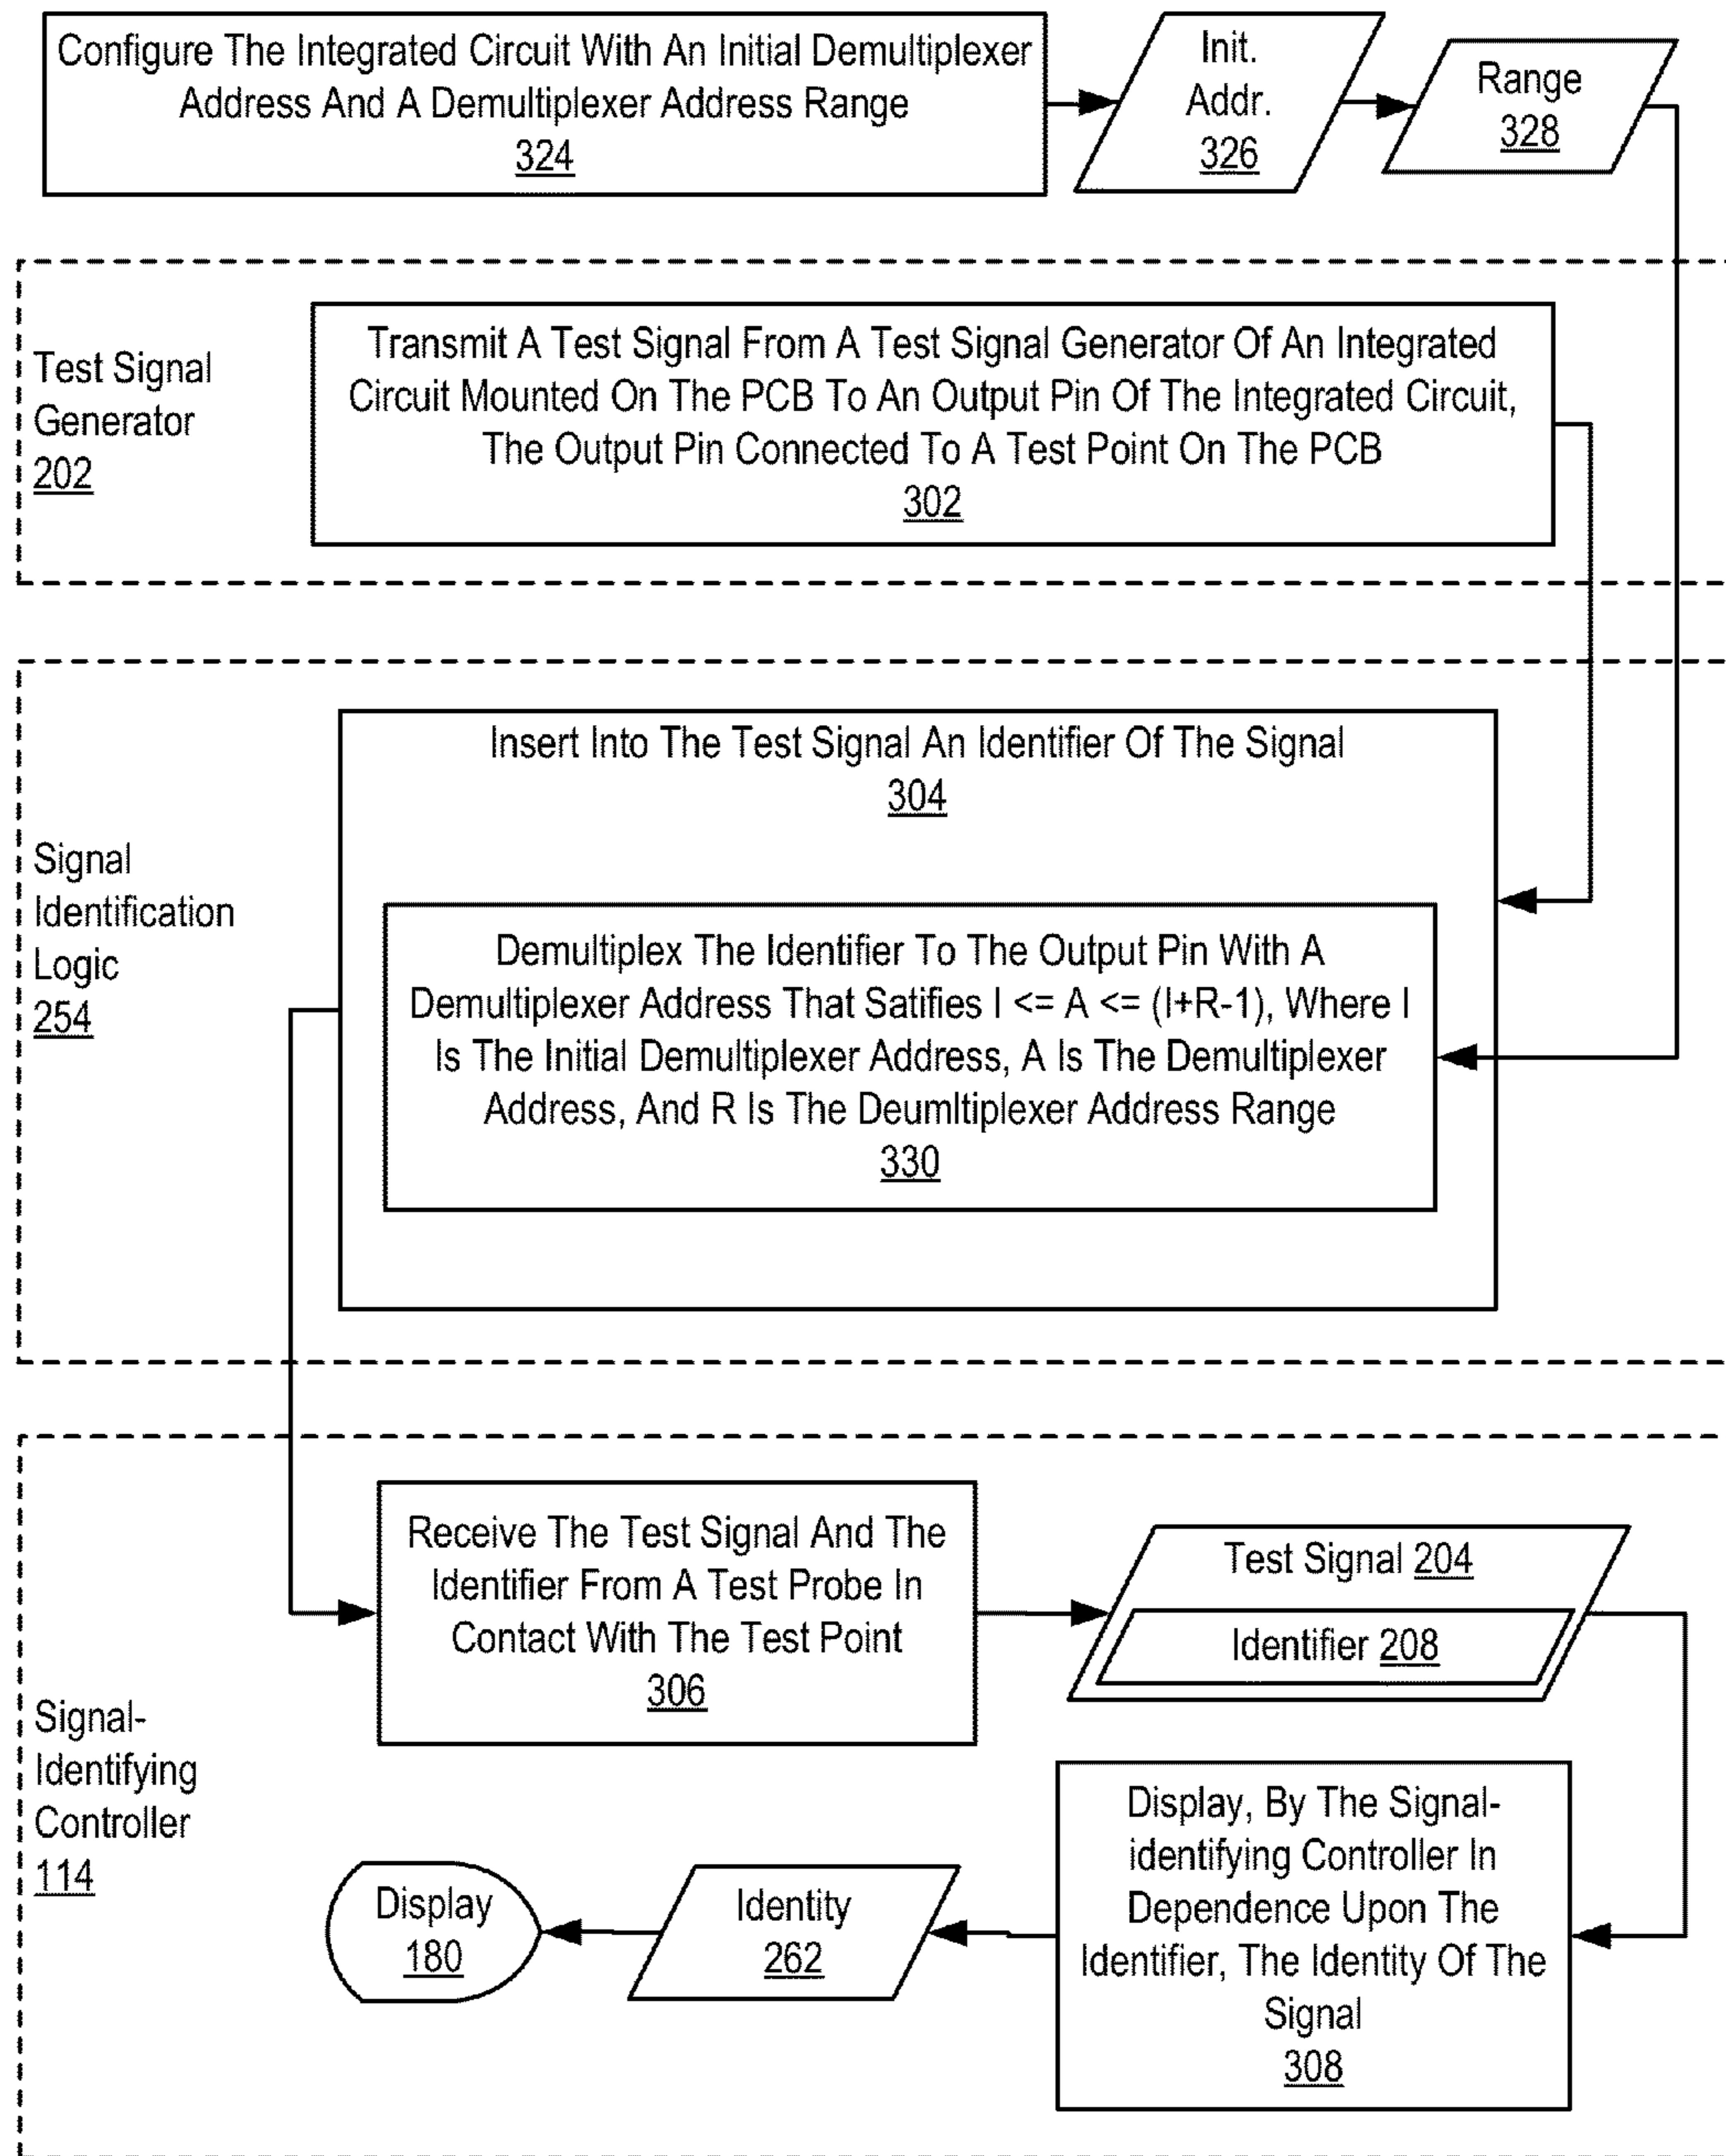 Configure The Integrated Circuit With An Initial Demultiplexer
Address And A Demultiplexer Address Range
324
Init.
Addr.
326
Range
328
Test Signal
Generator
202
Transmit A Test Signal From A Test Signal Generator Of An Integrated
Circuit Mounted On The PCB To An Output Pin Of The Integrated Circuit,
The Output Pin Connected To A Test Point On The PCB
302
Signal
Identification
Logic
254
Insert Into The Test Signal An Identifier Of The Signal
304
Demultiplex The Identifier To The Output Pin With A
Demultiplexer Address That Satifies I <= A <= (I+R-1), Where I
Is The Initial Demultiplexer Address, A Is The Demultiplexer
Address, And R Is The Deumltiplexer Address Range
330
Signal-
Identifying
Controller
114
Receive The Test Signal And The
Identifier From A Test Probe In
Contact With The Test Point
306
Test Signal 204
Identifier 208
Display, By The Signal-
identifying Controller In
Dependence Upon The
Identifier, The Identity Of The
Signal
308
Identity
262
Display
180